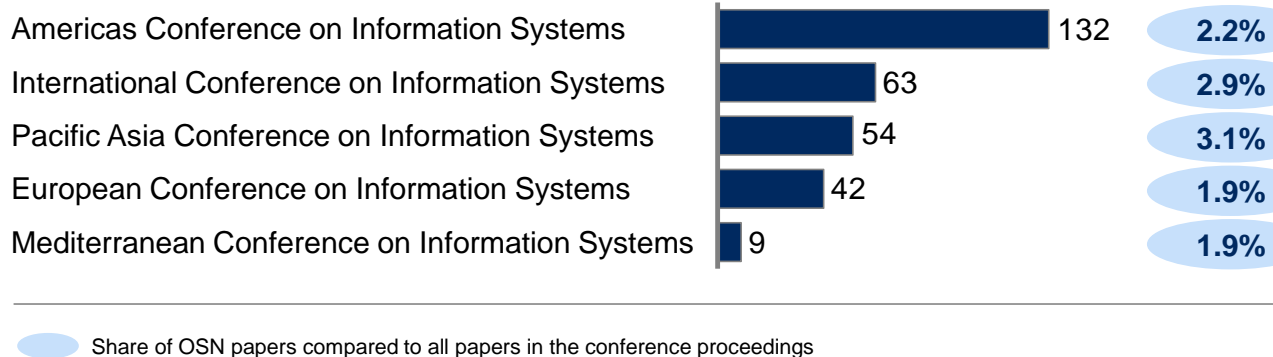 Americas Conference on Information Systems 132 2.2%
International Conference on Information Systems 63 2.9%
Pacific Asia Conference on Information Systems 54 3.1%
European Conference on Information Systems 42 1.9%
Mediterranean Conference on Information Systems 9 1.9%
Share of OSN papers compared to all papers in the conference proceedings